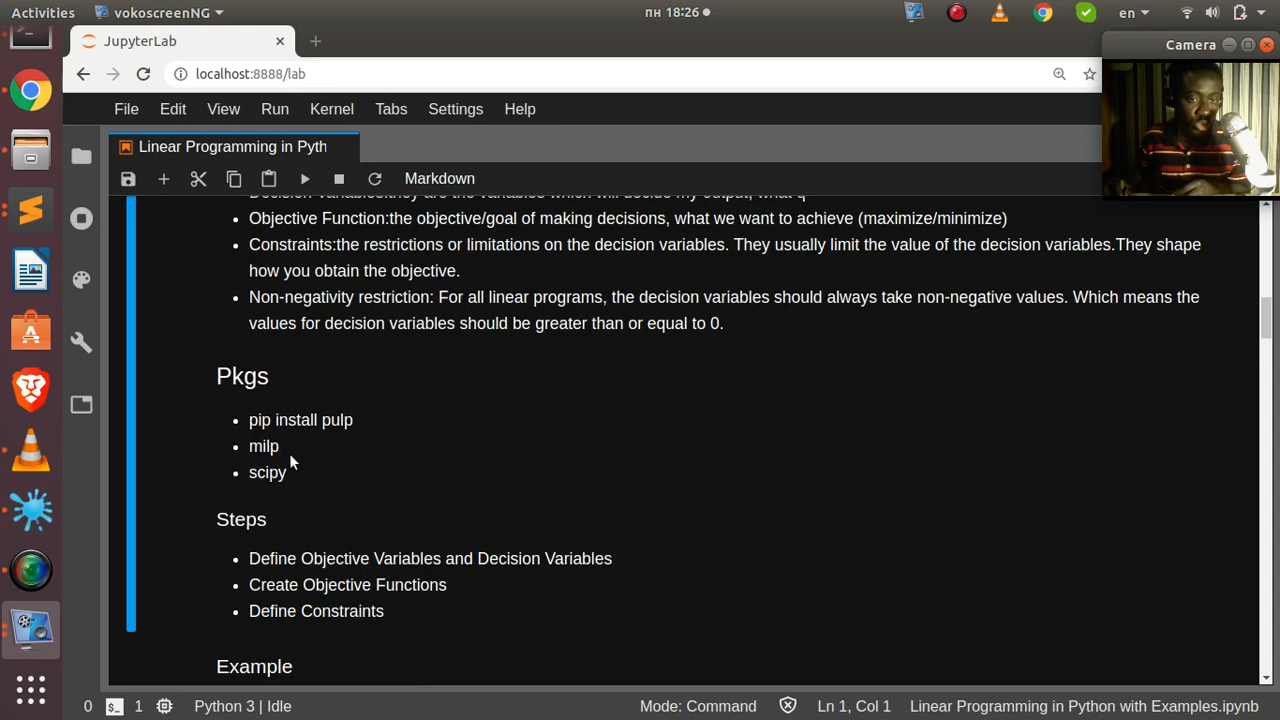 Activities vokoscreenNG пн 18:26 en
JupyterLab
Camera
localhost:8888/lab
File Edit View Run Kernel Tabs Settings Help
Linear Programming in Pyth
Markdown
Objective Function:the objective/goal of making decisions, what we want to achieve (maximize/minimize)
Constraints:the restrictions or limitations on the decision variables. They usually limit the value of the decision variables.They shape
how you obtain the objective.
Non-negativity restriction: For all linear programs, the decision variables should always take non-negative values. Which means the
values for decision variables should be greater than or equal to 0.
Pkgs
pip install pulp
milp
scipy
Steps
Define Objective Variables and Decision Variables
Create Objective Functions
Define Constraints
Example
0 1 Python 3 | Idle Mode: Command Ln 1, Col 1 Linear Programming in Python with Examples.ipynb